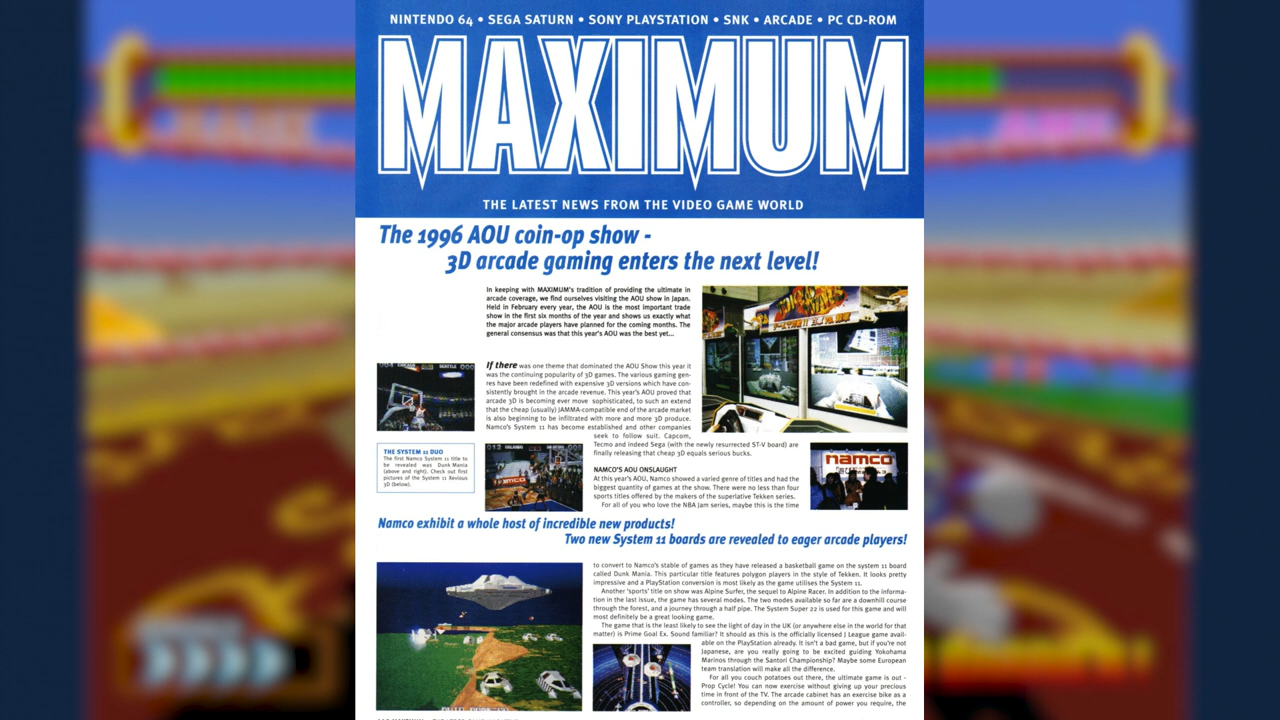 NINTENDO 64 • SEGA SATURN • SONY PLAYSTATION • SNK • ARCADE • PC CD-ROM
MAXIMUM
THE LATEST NEWS FROM THE VIDEO GAME WORLD
The 1996 AOU coin-op show -
3D arcade gaming enters the next level!
In keeping with MAXIMUM's tradition of providing the ultimate in
arcade coverage, we find ourselves visiting the AOU show in Japan.
Held in February every year, the AOU is the most important trade
show in the first six months of the year and shows us exactly what
the major arcade players have planned for the coming months. The
general consensus was that this year's AOU was the best yet...
If there was one theme that dominated the AOU Show this year it
was the continuing popularity of 3D games. The various gaming gen-
res have been redefined with expensive 3D versions which have con-
sistently brought in the arcade revenue. This year's AOU proved that
arcade 3D is becoming ever move sophisticated, to such an extend
that the cheap (usually) JAMMA-compatible end of the arcade market
is also beginning to be infiltrated with more and more 3D produce.
Namco's System 11 has become established and other companies
seek to follow suit. Capcom,
Tecmo and indeed Sega (with the newly resurrected ST-V board) are
finally releasing that cheap 3D equals serious bucks.
THE SYSTEM 11 DUO
The first Namco System 11 title to
be revealed was Dunk Mania
(above and right). Check out first
pictures of the System 11 Xevious
3D (below).
namco
NAMCO'S AOU ONSLAUGHT
At this year's AOU, Namco showed a varied genre of titles and had the
biggest quantity of games at the show. There were no less than four
sports titles offered by the makers of the superlative Tekken series.
For all of you who love the NBA Jam series, maybe this is the time
Namco exhibit a whole host of incredible new products!
Two new System 11 boards are revealed to eager arcade players!
to convert to Namco's stable of games as they have released a basketball game on the system 11 board
called Dunk Mania. This particular title features polygon players in the style of Tekken. It looks pretty
impressive and a PlayStation conversion is most likely as the game utilises the System 11.
Another 'sports' title on show was Alpine Surfer, the sequel to Alpine Racer. In addition to the informa-
tion in the last issue, the game has several modes. The two modes available so far are a downhill course
through the forest, and a journey through a half pipe. The System Super 22 is used for this game and will
most definitely be a great looking game.
The game that is the least likely to see the light of day in the UK (or anywhere else in the world for that
matter) is Prime Goal Ex. Sound familiar? It should as this is the officially licensed J League game avail-
able on the PlayStation already. It isn't a bad game, but if you're not
Japanese, are you really going to be excited guiding Yokohama
Marinos through the Santori Championship? Maybe some European
team translation will make all the difference.
For all you couch potatoes out there, the ultimate game is out -
Prop Cycle! You can now exercise without giving up your precious
time in front of the TV. The arcade cabinet has an exercise bike as a
controller, so depending on the amount of power you require, the